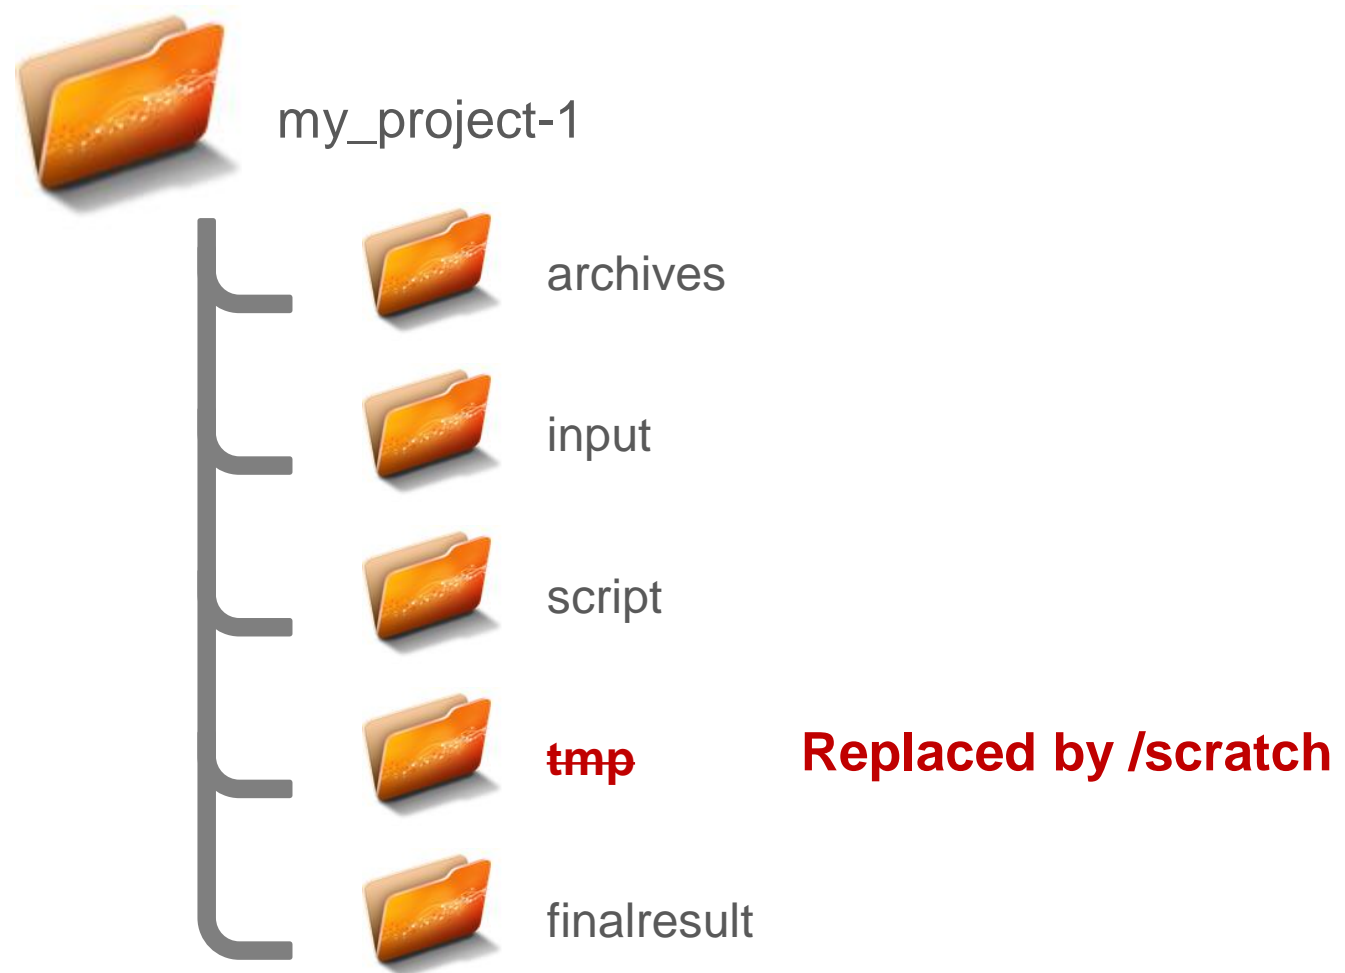 my_project-1
archives
input
script
tmp Replaced by /scratch
finalresult